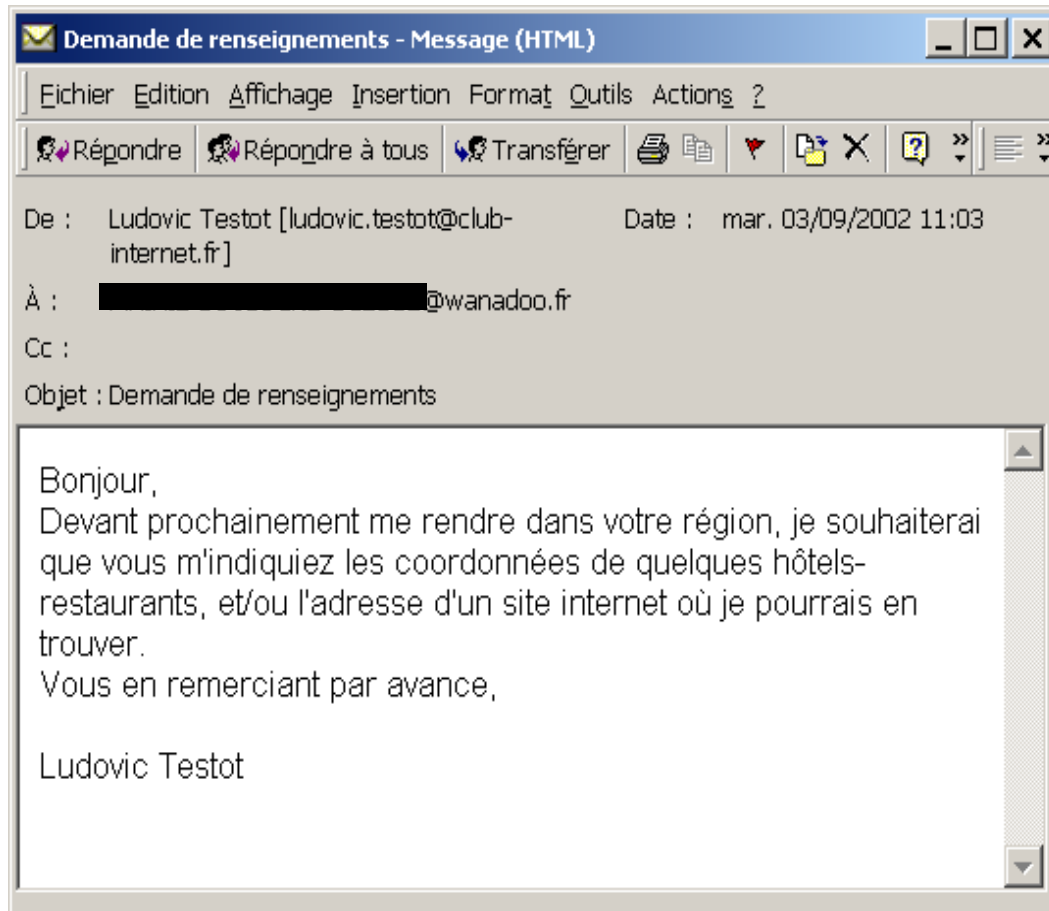 Demande de renseignements - Message (HTML)
Fichier Edition Affichage Insertion Format Outils Actions ?
Répondre Répondre à tous Transférer
De : Ludovic Testot [ludovic.testot@club- Date : mar. 03/09/2002 11:03
internet.fr]
À : @wanadoo.fr
Cc :
Objet : Demande de renseignements
Bonjour,
Devant prochainement me rendre dans votre région, je souhaiterai
que vous m'indiquiez les coordonnées de quelques hôtels-
restaurants, et/ou l'adresse d'un site internet où je pourrais en
trouver.
Vous en remerciant par avance,
Ludovic Testot